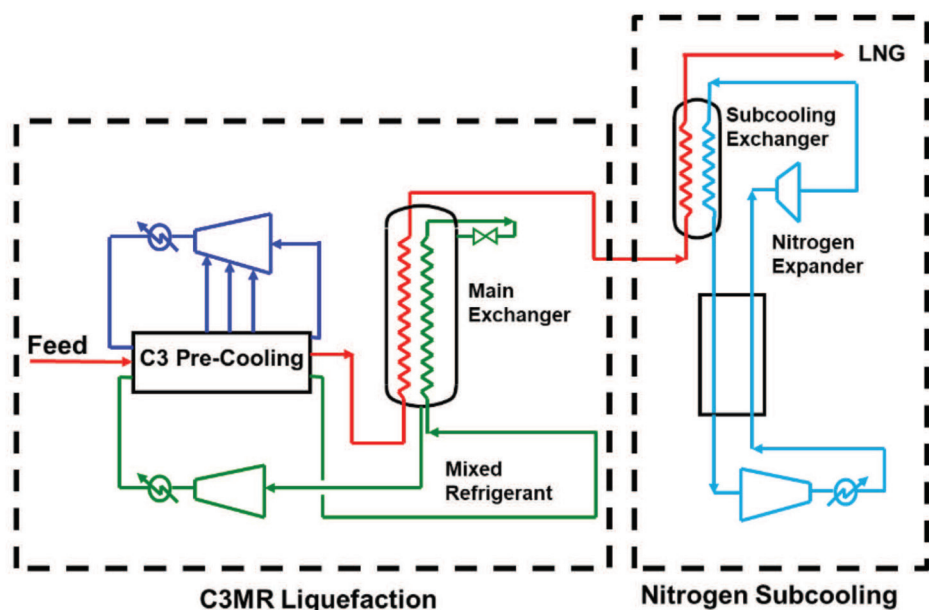 LNG
Subcooling
Exchanger
Nitrogen
Expander
Main
Exchanger
Feed
C3 Pre-Cooling
Mixed
Refrigerant
C3MR Liquefaction
Nitrogen Subcooling